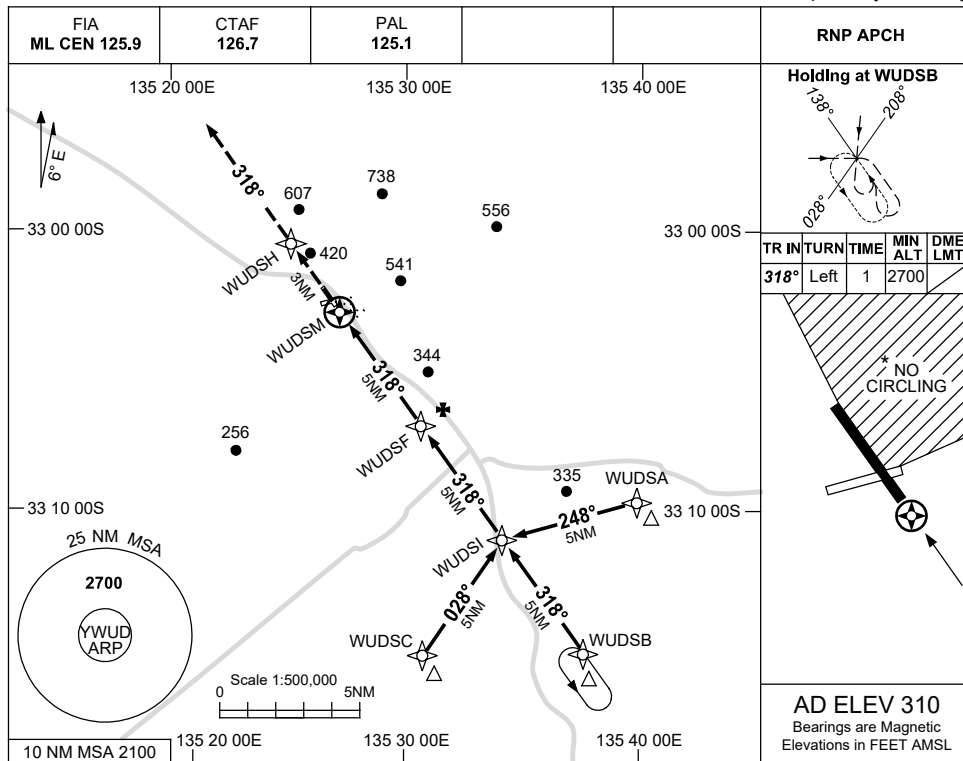 FIA
ML CEN 125.9
CTAF
126.7
PAL
125.1
RNP APCH
135 20 00E
135 30 00E
135 40 00E
Holding at WUDSB
138°
208°
028°
6° E
318°
607
738
556
33 00 00S
33 00 00S
WUDSH
420
541
3NM
WUDSM
TR IN
TURN
TIME
MIN ALT
DME LMT
318°
Left
1
2700
344
318°
5NM
* NO
CIRCLING
256
WUDSF
318°
5NM
335
WUDSA
33 10 00S
33 10 00S
248°
5NM
WUDSI
25 NM MSA
2700
YWUD
ARP
028°
5NM
318°
5NM
WUDSC
WUDSB
Scale 1:500,000
0
5NM
AD ELEV 310
Bearings are Magnetic
Elevations in FEET AMSL
10 NM MSA 2100
135 20 00E
135 30 00E
135 40 00E